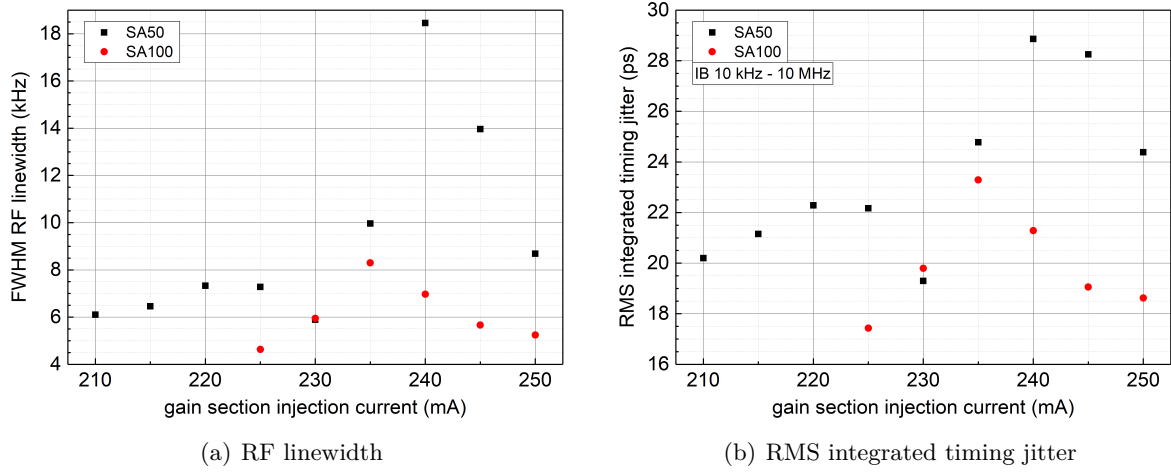 18
16
14
12
10
8
6
4
FWHM RF linewidth (kHz)
SA50
SA100
210 220 230 240 250
gain section injection current (mA)
(a) RF linewidth
30
28
26
24
22
20
18
16
RMS integrated timing jitter (ps)
SA50
SA100
IB 10 kHz - 10 MHz
210 220 230 240 250
gain section injection current (mA)
(b) RMS integrated timing jitter